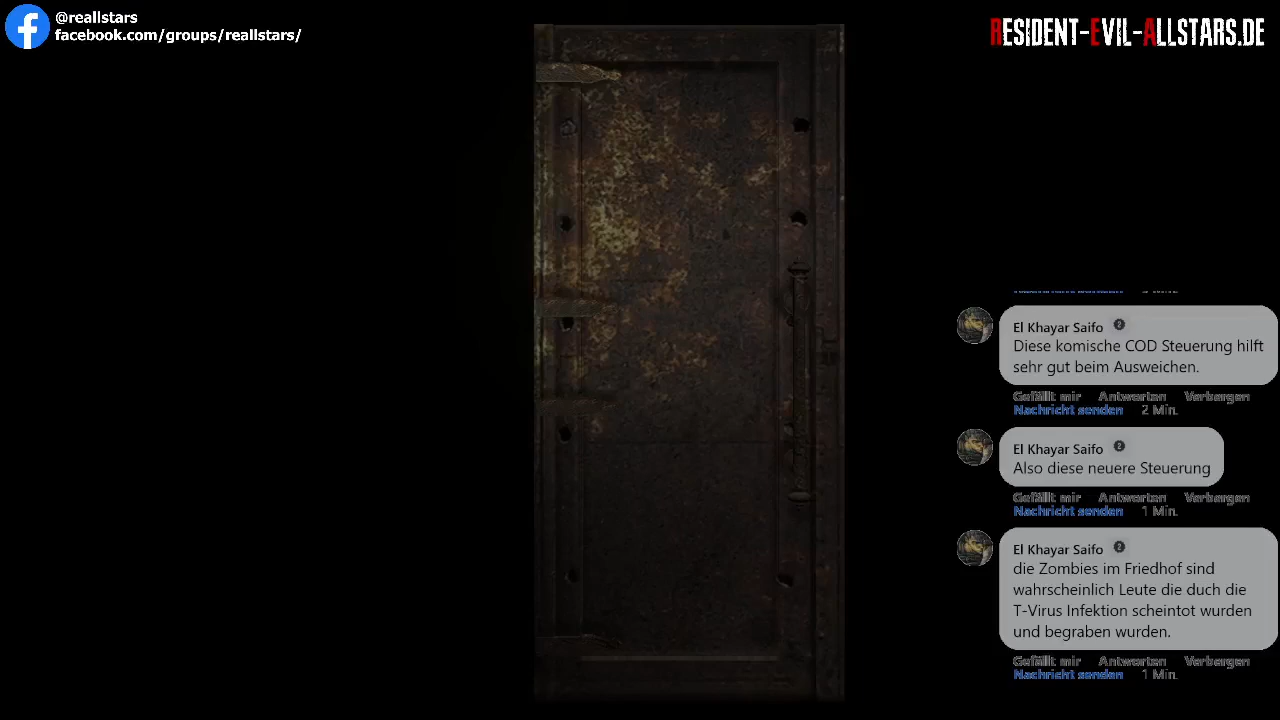 @reallstars
facebook.com/groups/reallstars/
RESIDENT-EVIL-ALLSTARS.DE
El Khayar Saifo 2
Diese komische COD Steuerung hilft
sehr gut beim Ausweichen.
Gefällt mir Antworten Verbergen
Nachricht senden 2 Min.
El Khayar Saifo 2
Also diese neuere Steuerung
Gefällt mir Antworten Verbergen
Nachricht senden 1 Min.
El Khayar Saifo 2
die Zombies im Friedhof sind
wahrscheinlich Leute die duch die
T-Virus Infektion scheintot wurden
und begraben wurden.
Gefällt mir Antworten Verbergen
Nachricht senden 1 Min.